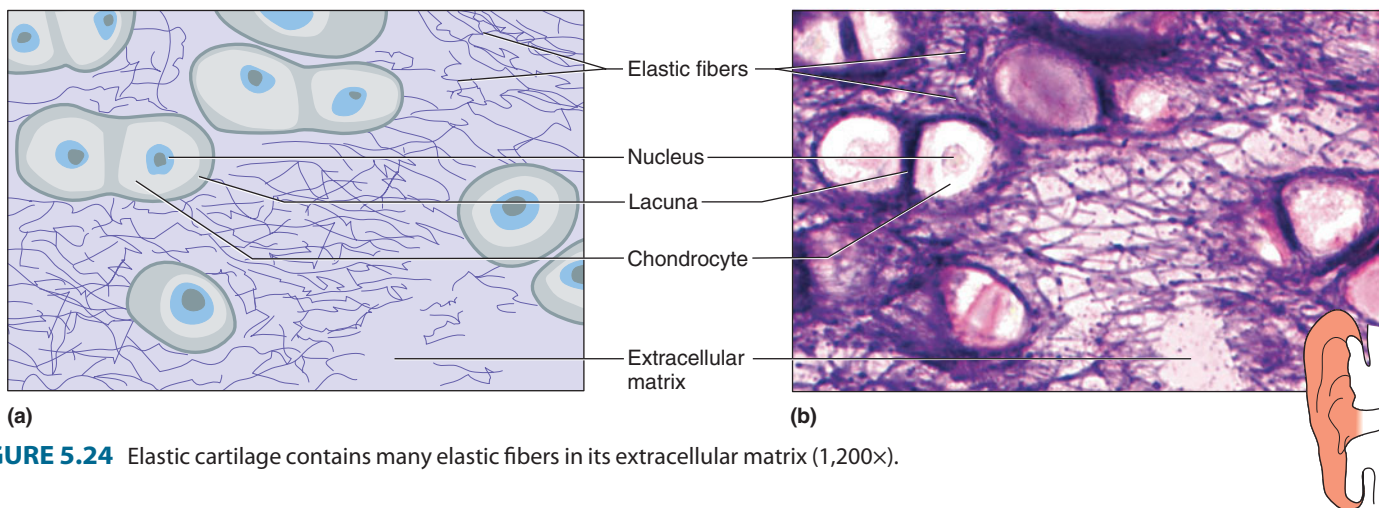 Elastic fibers
Nucleus
Lacuna
Chondrocyte
Extracellular
matrix
(a)
(b)
GURE 5.24 Elastic cartilage contains many elastic fibers in its extracellular matrix (1,200×).